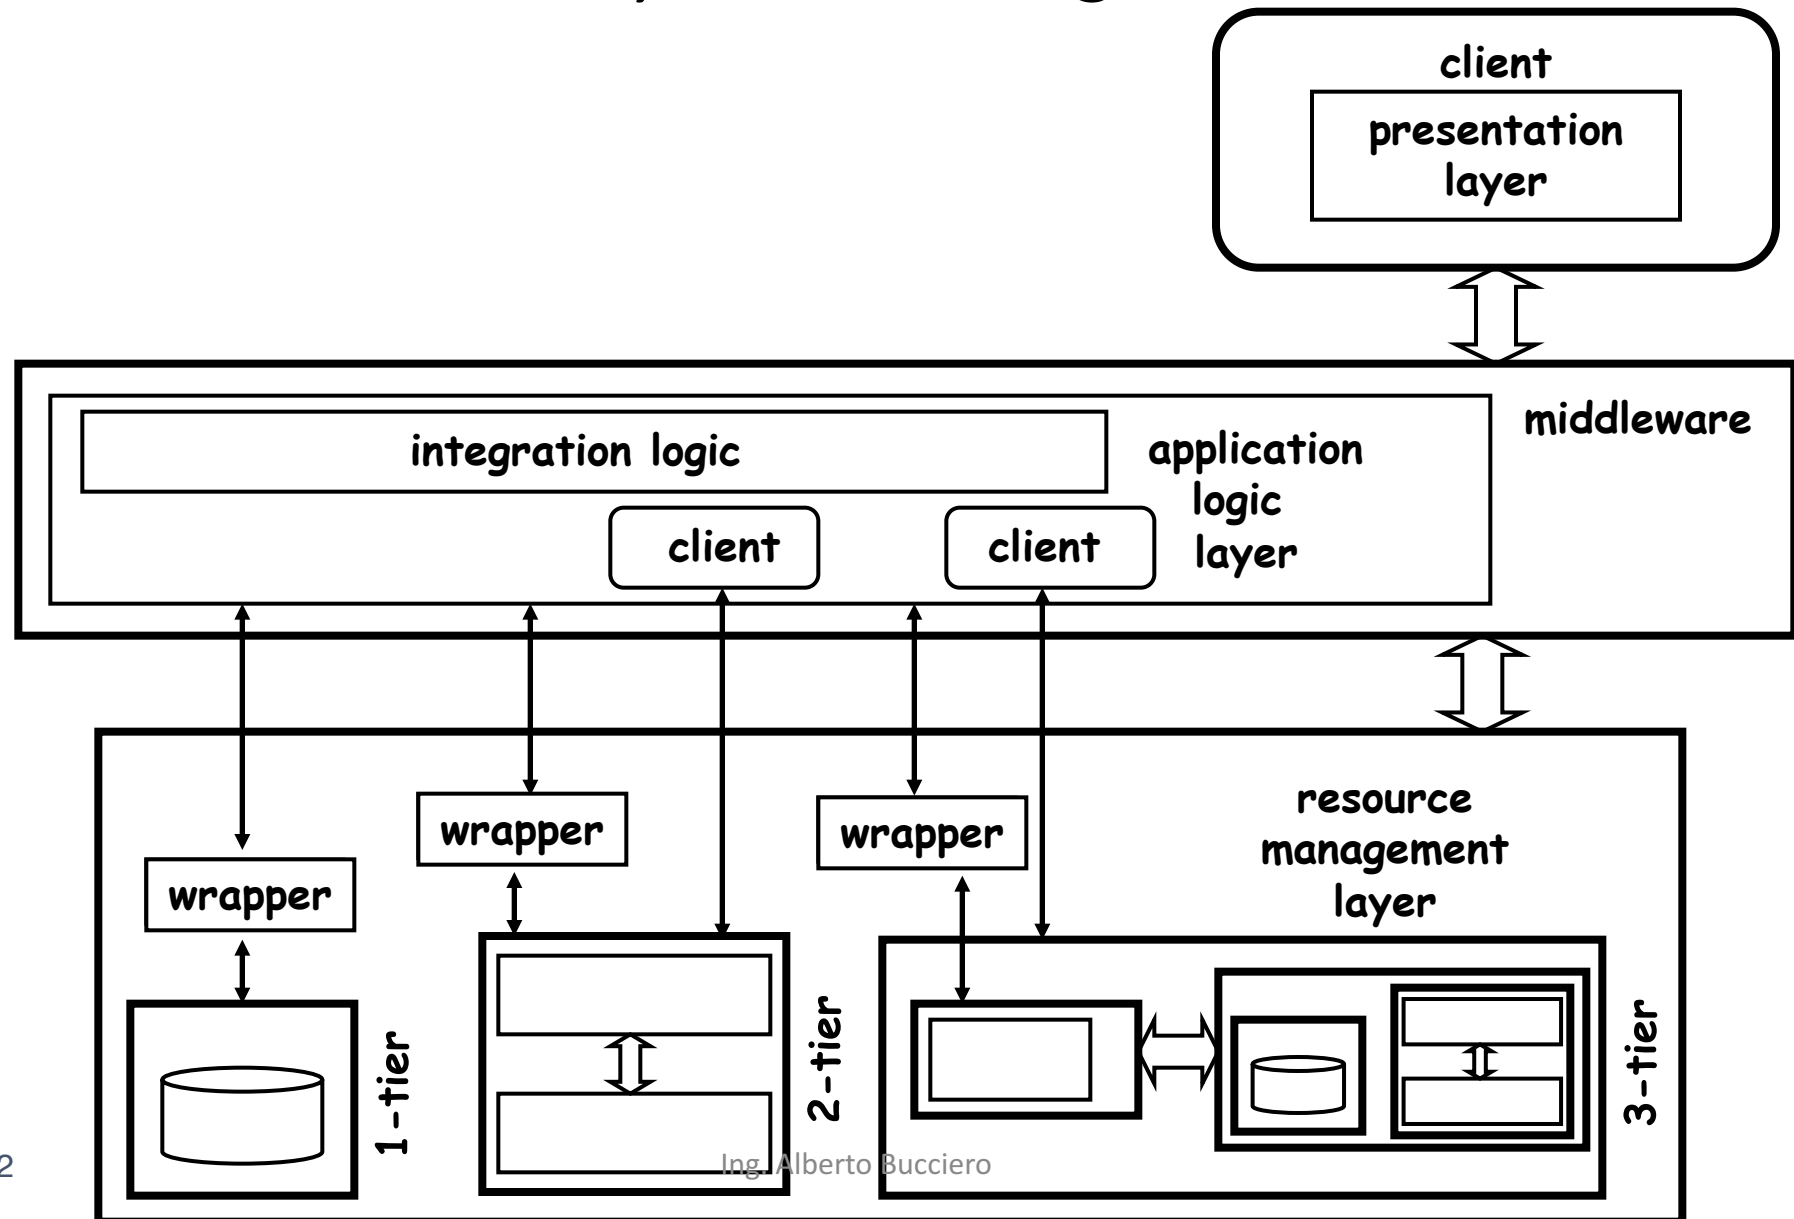 client
presentation
layer
middleware
integration logic
application
logic
layer
client
client
resource
management
layer
wrapper
wrapper
wrapper
1-tier
2-tier
3-tier
2
Ing. Alberto Bucciero